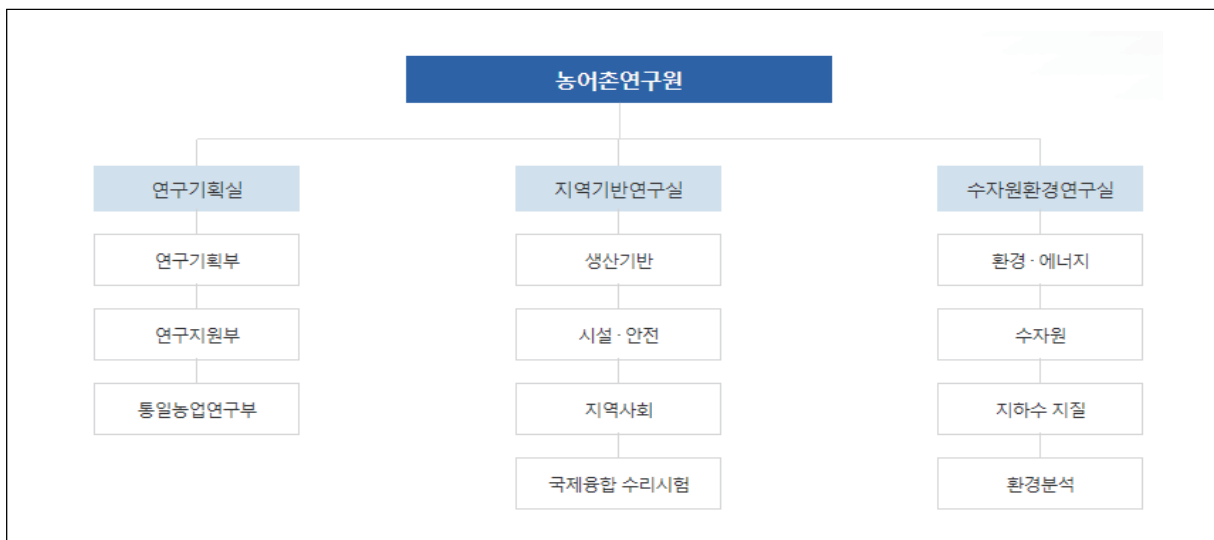 농어촌연구원
연구기획실
연구기획부
연구지원부
통일농업연구부
지역기반연구실
생산기반
시설 · 안전
지역사회
국제융합 수리시험
수자원환경연구실
환경 · 에너지
수자원
지하수 지질
환경분석